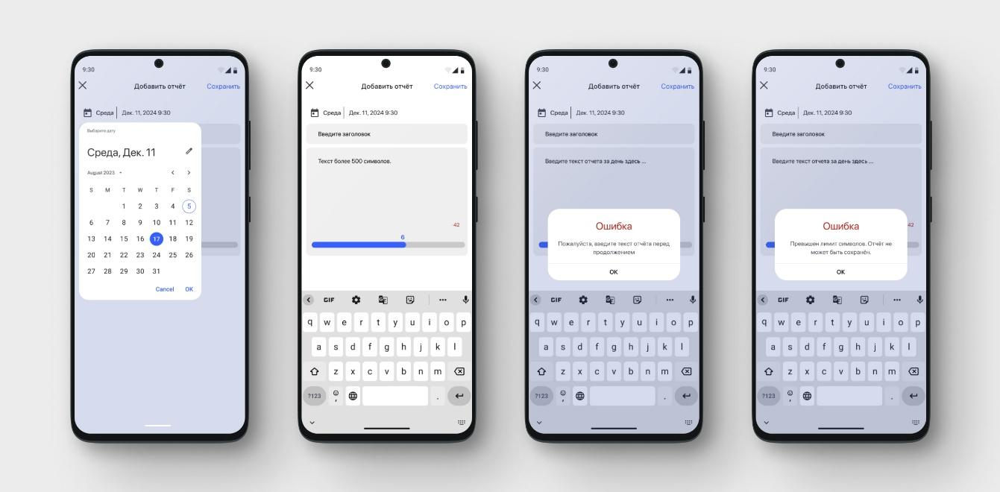 9:30
Добавить отчёт Сохранить
Среда Дек. 11, 2024 9:30
Выберите дату
Среда, Дек. 11
August 2023
S M T W T F S
1 2 3 4 5
6 7 8 9 10 11 12
13 14 15 16 17 18 19
20 21 22 23 24 25 26
27 28 29 30 31
Cancel OK
9:30
Добавить отчёт Сохранить
Среда Дек. 11, 2024 9:30
Введите заголовок
Текст более 500 символов.
-42
6
GIF
q w e r t y u i o p
a s d f g h j k l
z x c v b n m
?123 , .
9:30
Добавить отчёт Сохранить
Среда Дек. 11, 2024 9:30
Введите заголовок
Введите текст отчета за день здесь ...
Ошибка
Пожалуйста, введите текст отчёта перед
продолжением
OK
GIF
q w e r t y u i o p
a s d f g h j k l
z x c v b n m
?123 , .
9:30
Добавить отчёт Сохранить
Среда Дек. 11, 2024 9:30
Введите заголовок
Введите текст отчета за день здесь ...
42
Ошибка
Превышен лимит символов. Отчёт не
может быть сохранён.
OK
GIF
q w e r t y u i o p
a s d f g h j k l
z x c v b n m
?123 , .